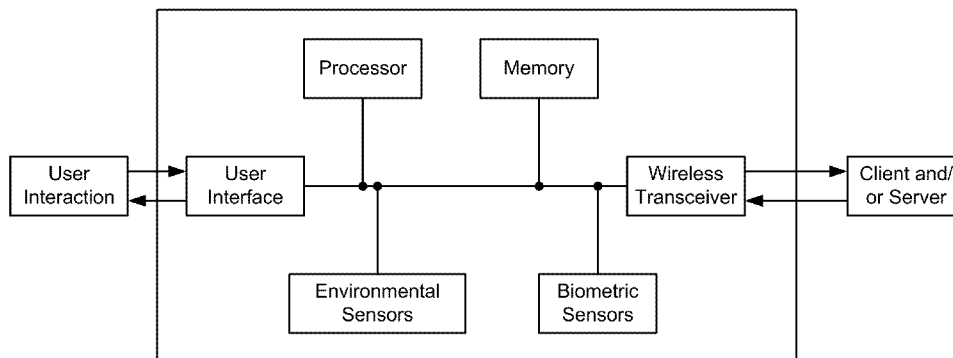 Processor
Memory
User
Interaction
User
Interface
Wireless
Transceiver
Client and/
or Server
Environmental
Sensors
Biometric
Sensors